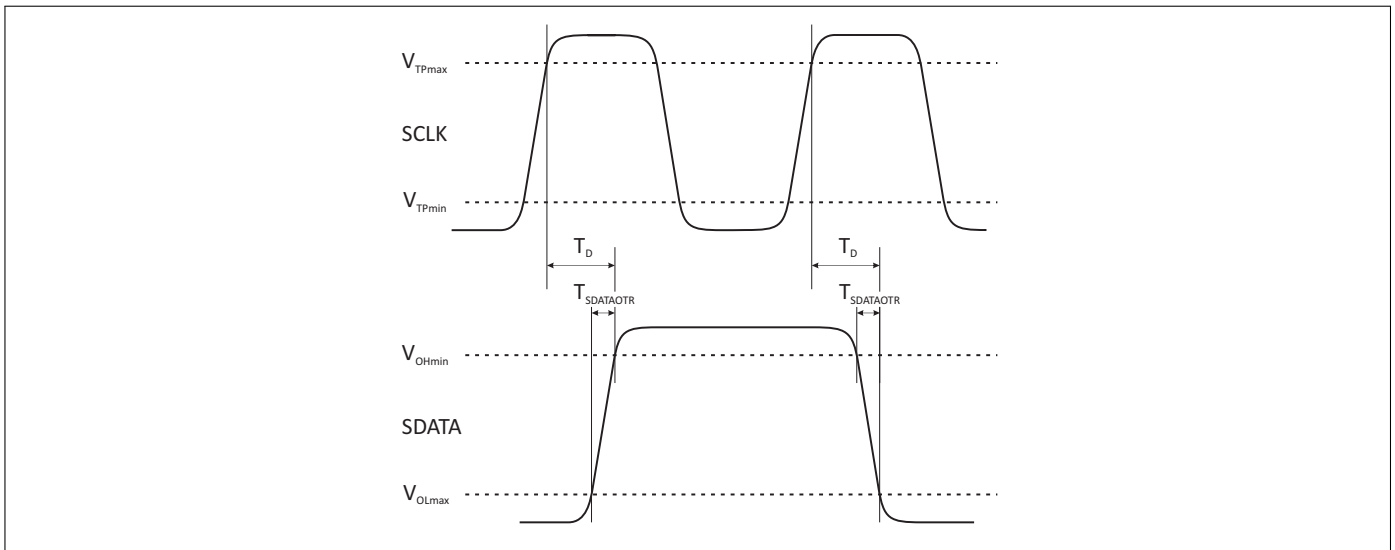 VTPmax
SCLK
VTPmin
TD TD
TSDATAOTR TSDATAOTR
VOHmin
SDATA
VOLmax